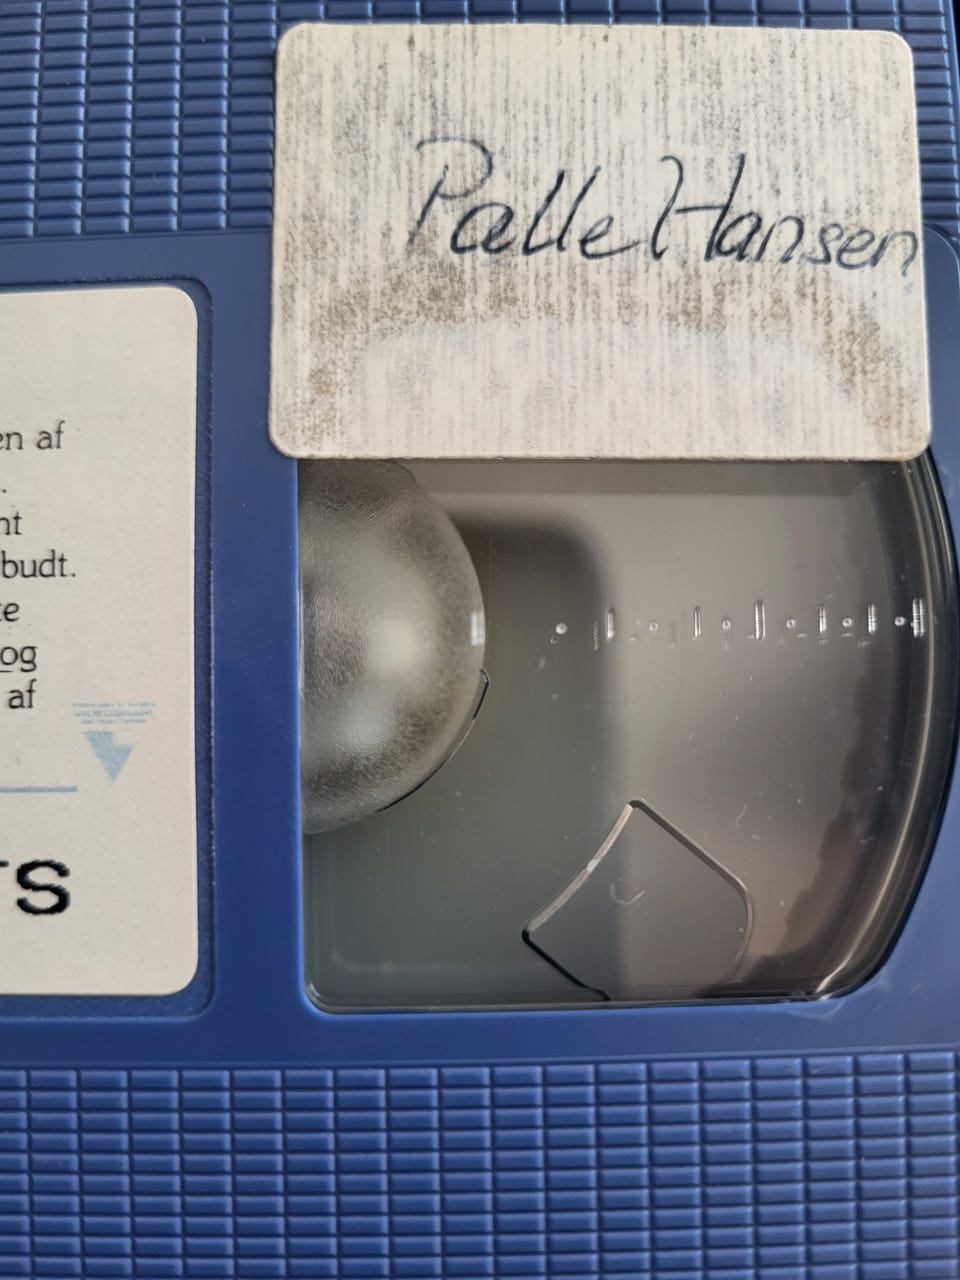 Palle Hansen
en af
.
nt
budt.
te
og
af
TS